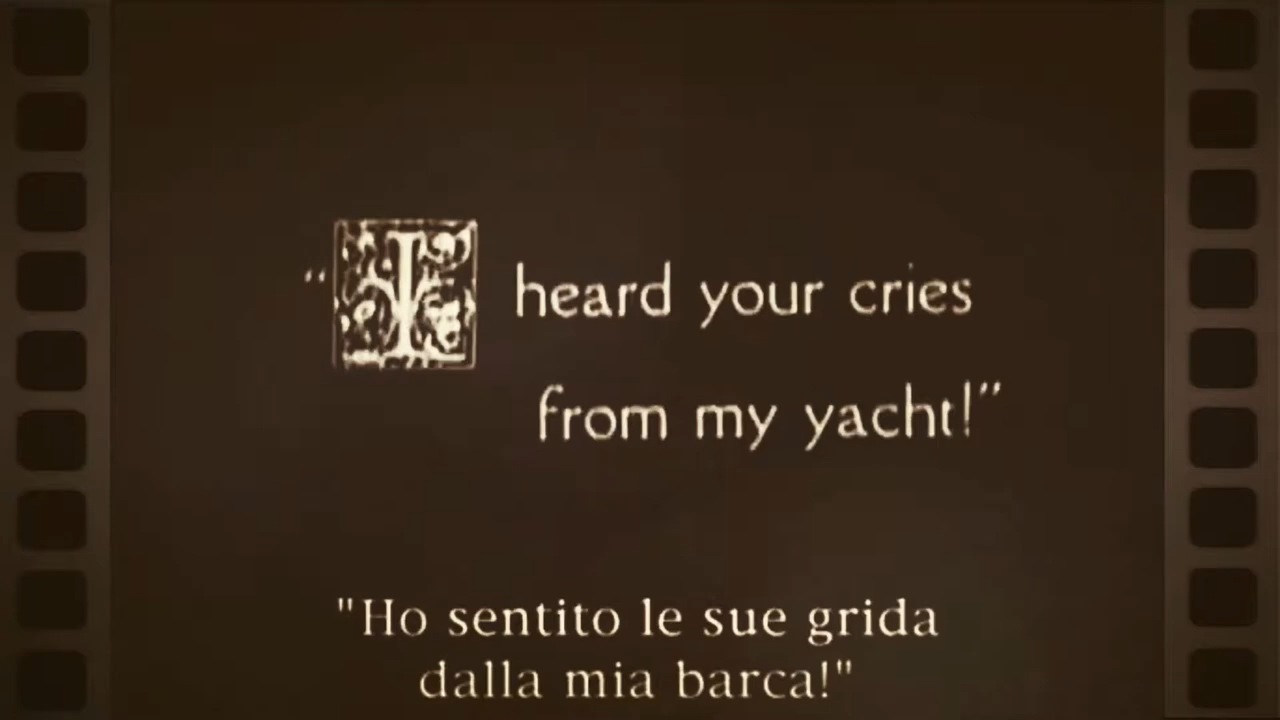 “I heard your cries
from my yacht!”
"Ho sentito le sue grida
dalla mia barca!"